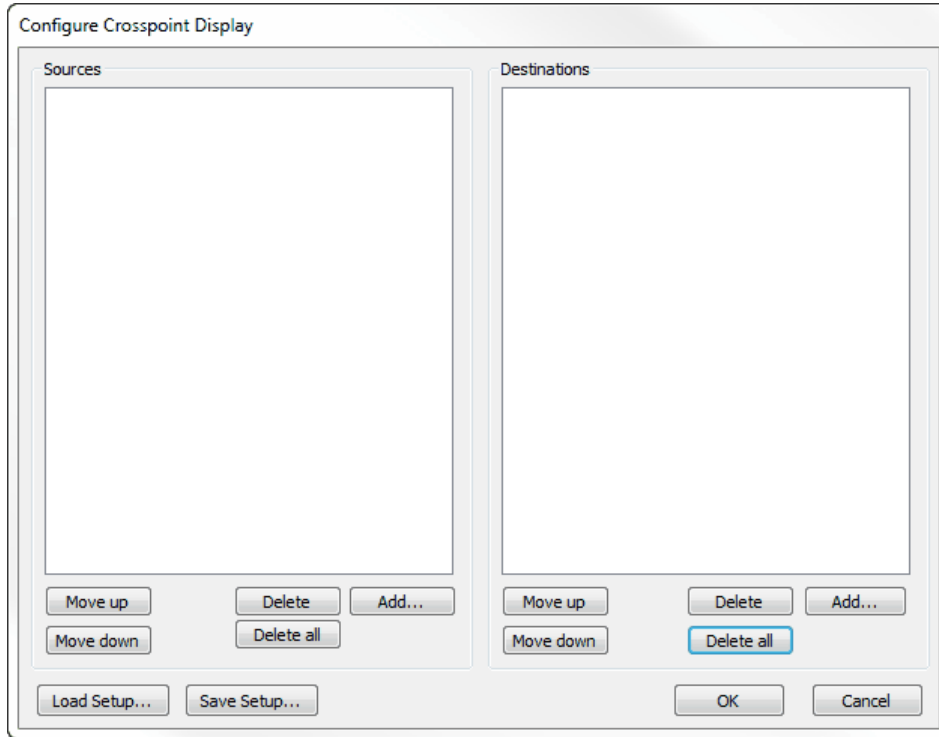 Configure Crosspoint Display
Sources
Move up
Delete
Add...
Move down
Delete all
Destinations
Move up
Delete
Add...
Move down
Delete all
Load Setup...
Save Setup...
OK
Cancel